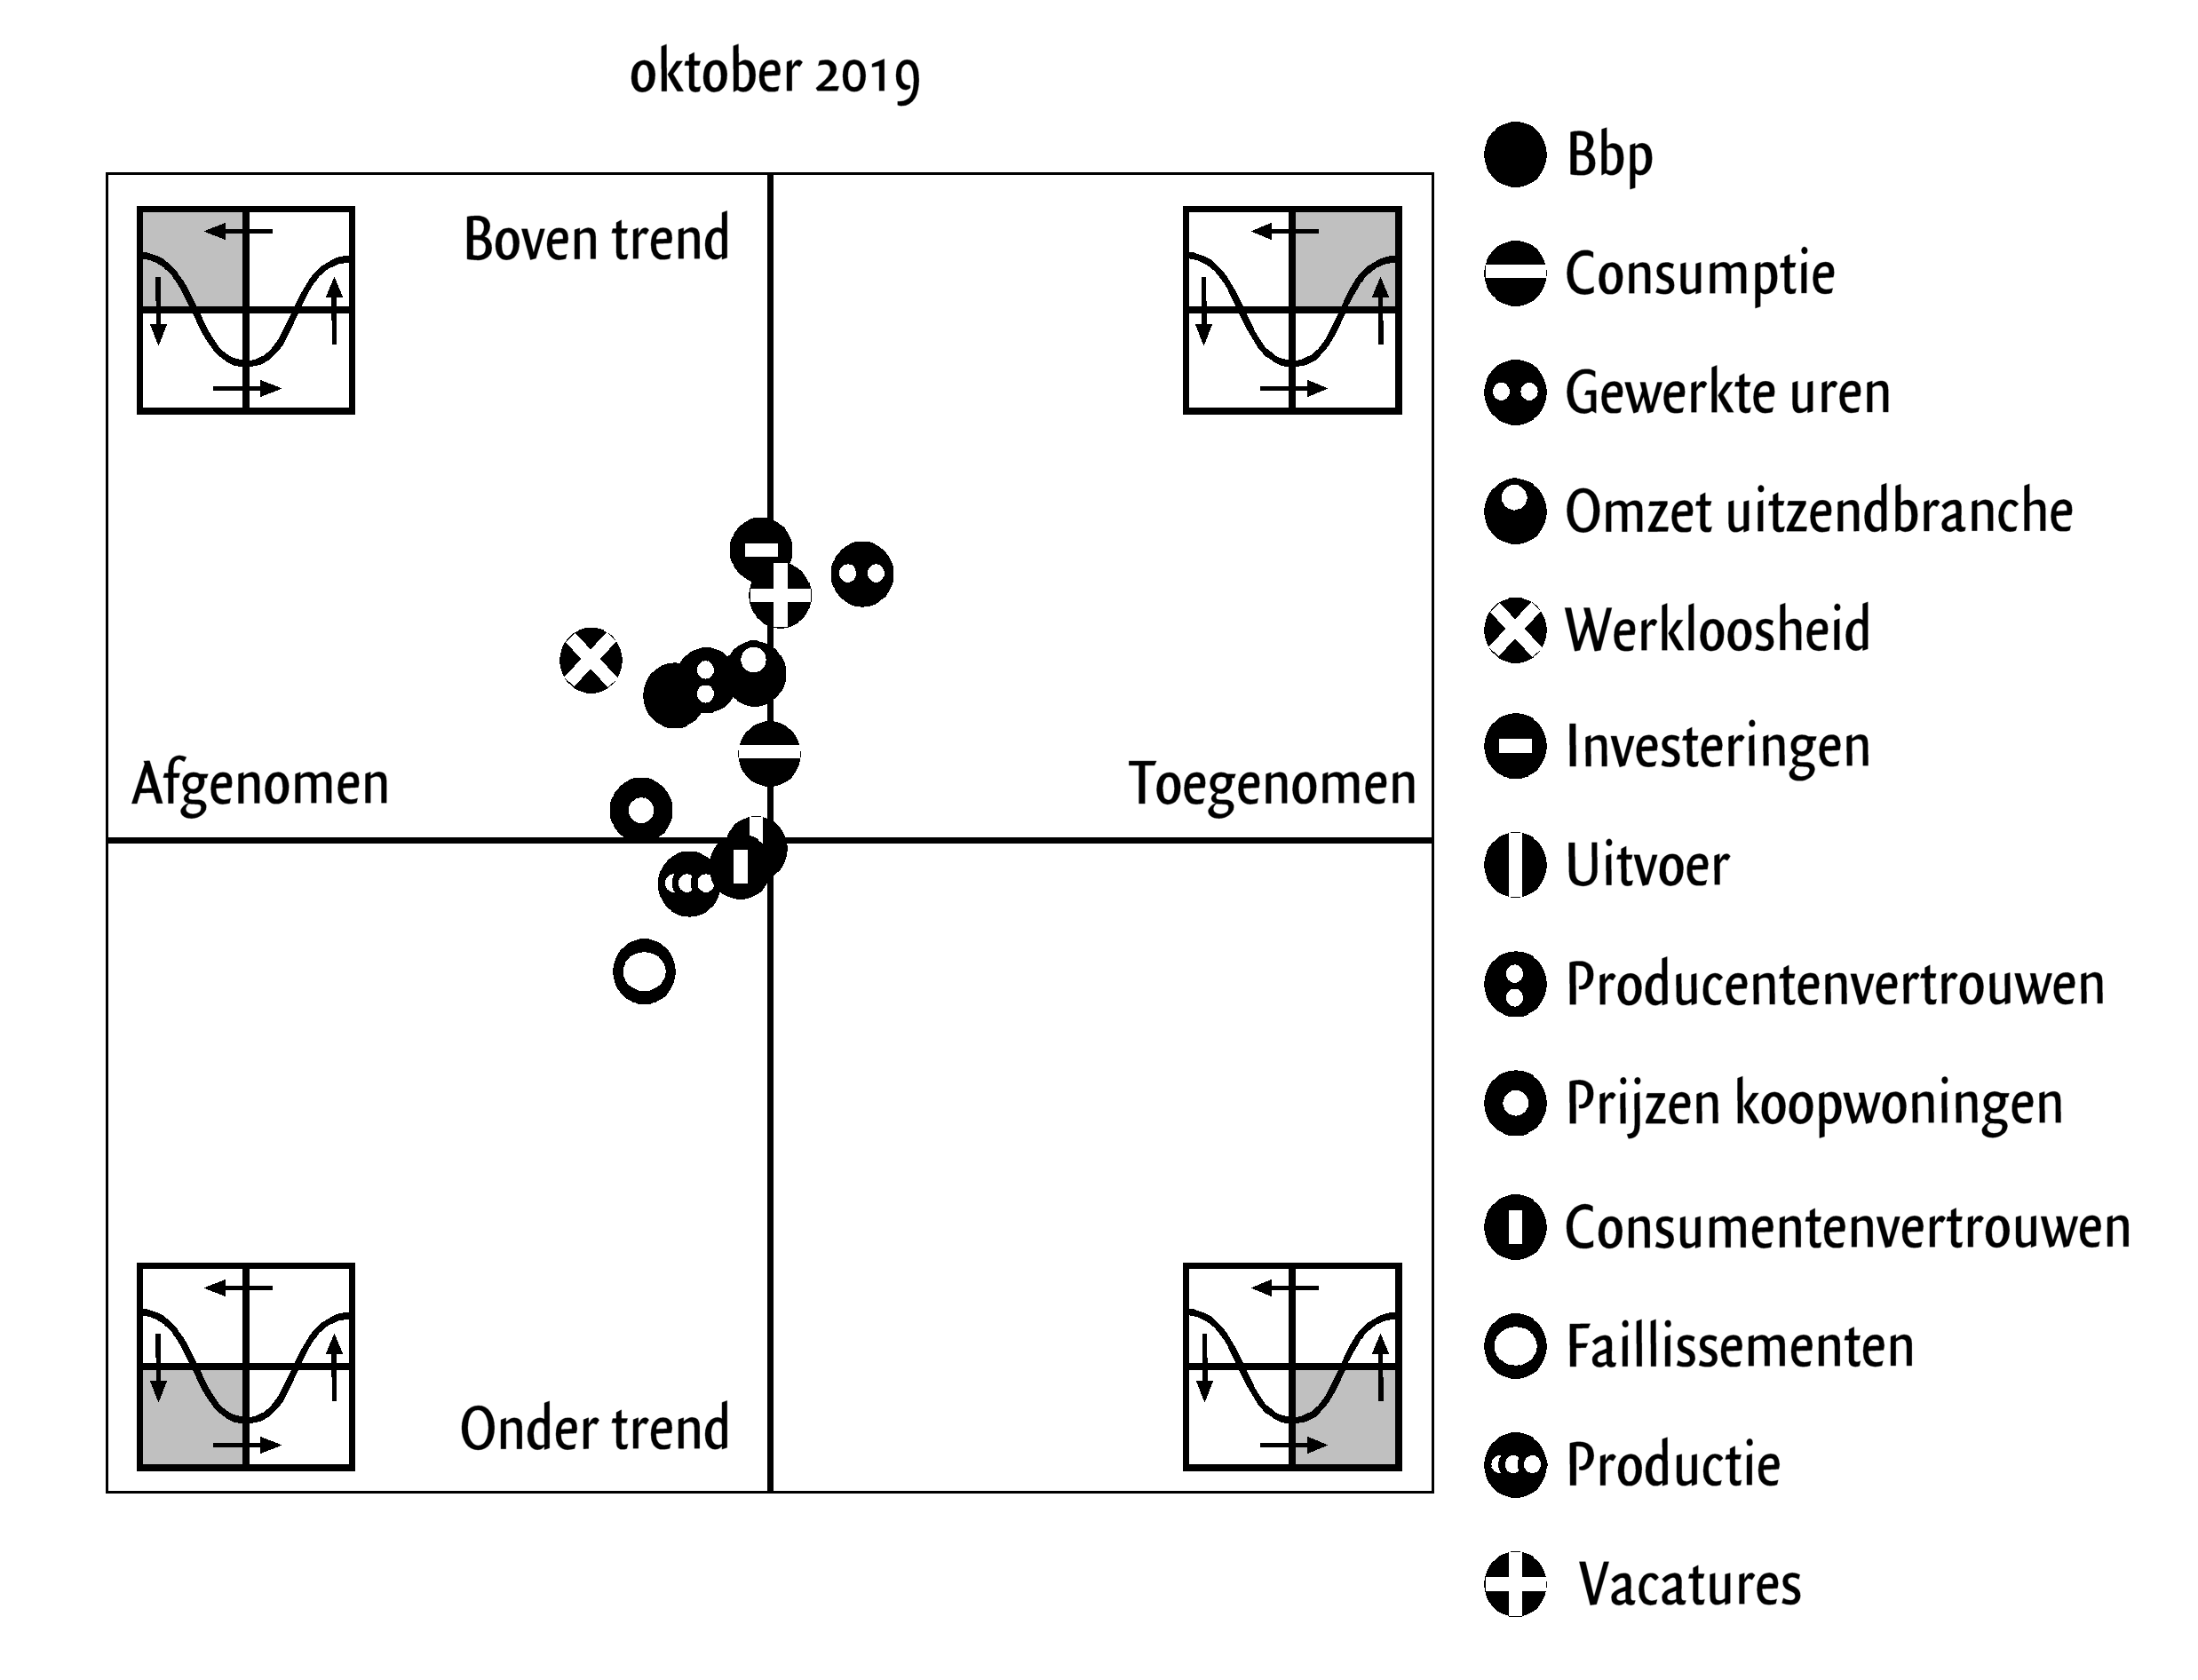 oktober 2019
Boven trend
Afgenomen
Toegenomen
Onder trend
Bbp
Consumptie
Gewerkte uren
Omzet uitzendbranche
Werkloosheid
Investeringen
Uitvoer
Producentenvertrouwen
Prijzen koopwoningen
Consumentenvertrouwen
Faillissementen
Productie
Vacatures